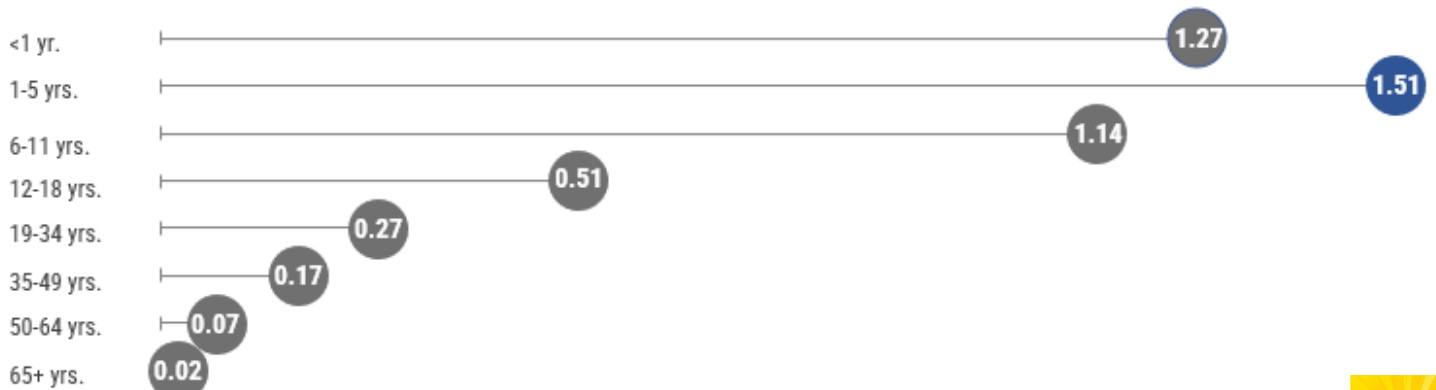 <1 yr. 1.27
1-5 yrs. 1.51
6-11 yrs. 1.14
12-18 yrs. 0.51
19-34 yrs. 0.27
35-49 yrs. 0.17
50-64 yrs. 0.07
65+ yrs. 0.02